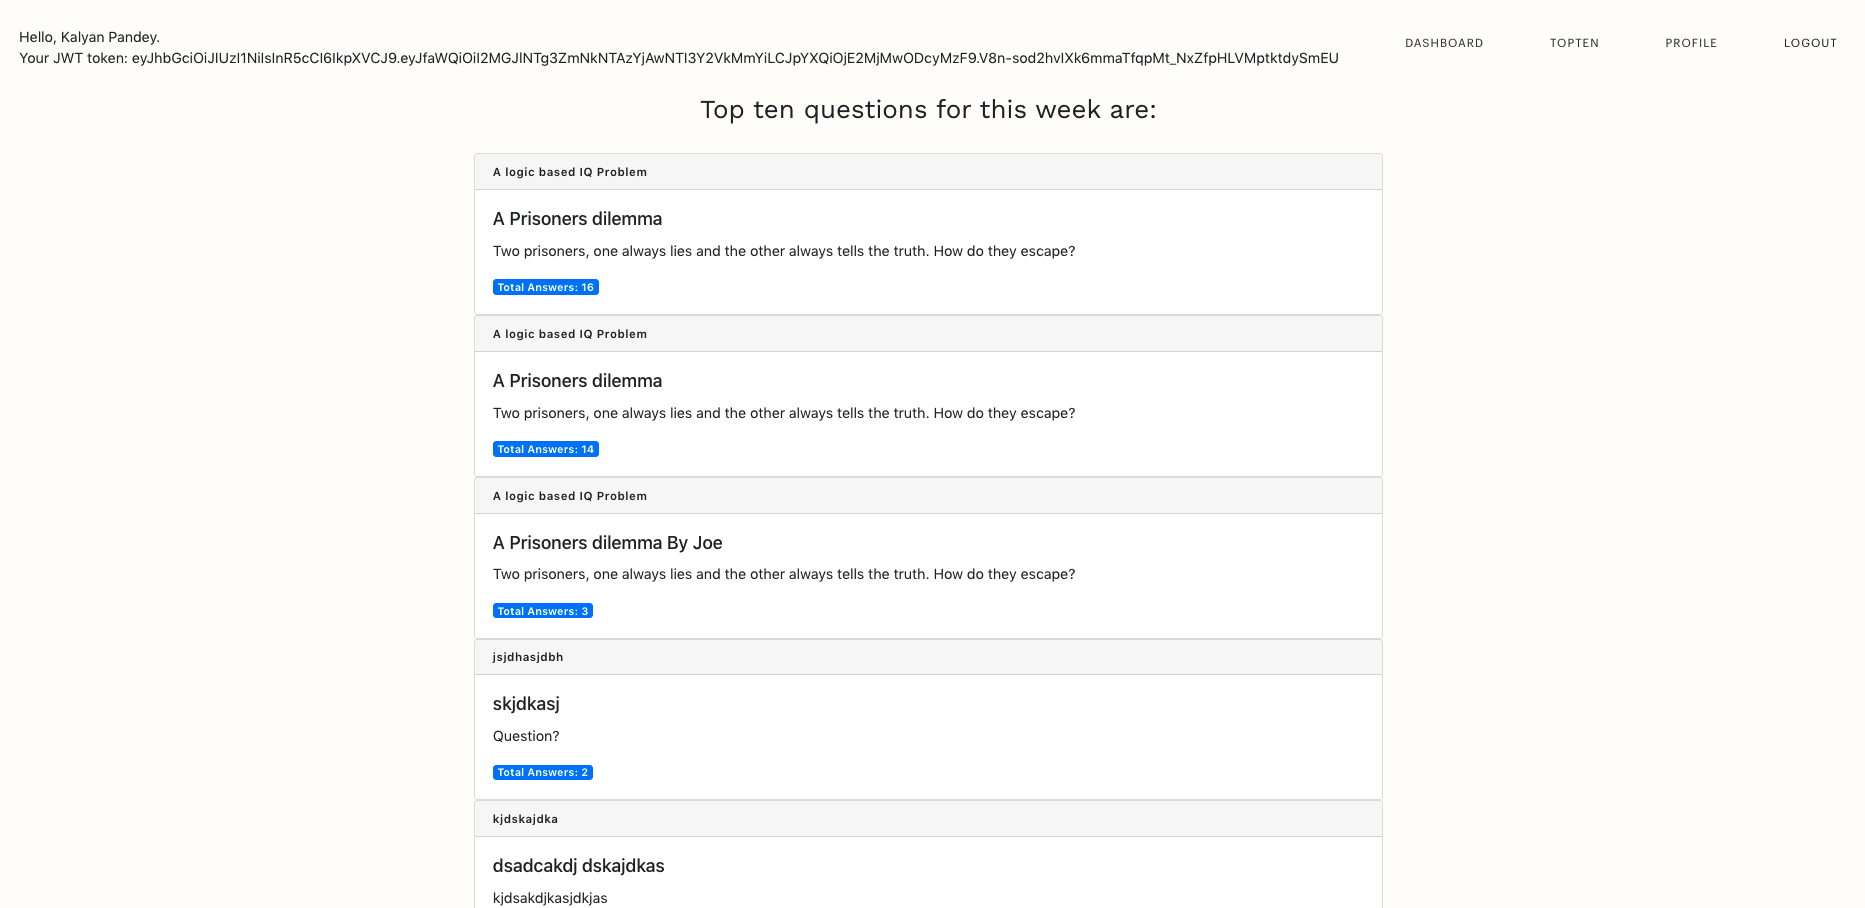 Hello, Kalyan Pandey.
Your JWT token: eyJhbGciOiJIUzI1NiIsInR5cCI6IkpXVCJ9.eyJfaWQiOiI2MGJlNTg3ZmNkNTAzYjAwNTI3Y2VkMmYiLCJpYXQiOjE2MjMwODcyMzF9.V8n-sod2hvIXk6mmaTfqpMt_NxZfpHLVMptktdySmEU
DASHBOARD TOPTEN PROFILE LOGOUT
Top ten questions for this week are:
A logic based IQ Problem
A Prisoners dilemma
Two prisoners, one always lies and the other always tells the truth. How do they escape?
Total Answers: 16
A logic based IQ Problem
A Prisoners dilemma
Two prisoners, one always lies and the other always tells the truth. How do they escape?
Total Answers: 14
A logic based IQ Problem
A Prisoners dilemma By Joe
Two prisoners, one always lies and the other always tells the truth. How do they escape?
Total Answers: 3
jsjdhasjdbh
skjdkasj
Question?
Total Answers: 2
kjdskajdka
dsadcakdj dskajdkas
kjdsakdjkasjdkjas